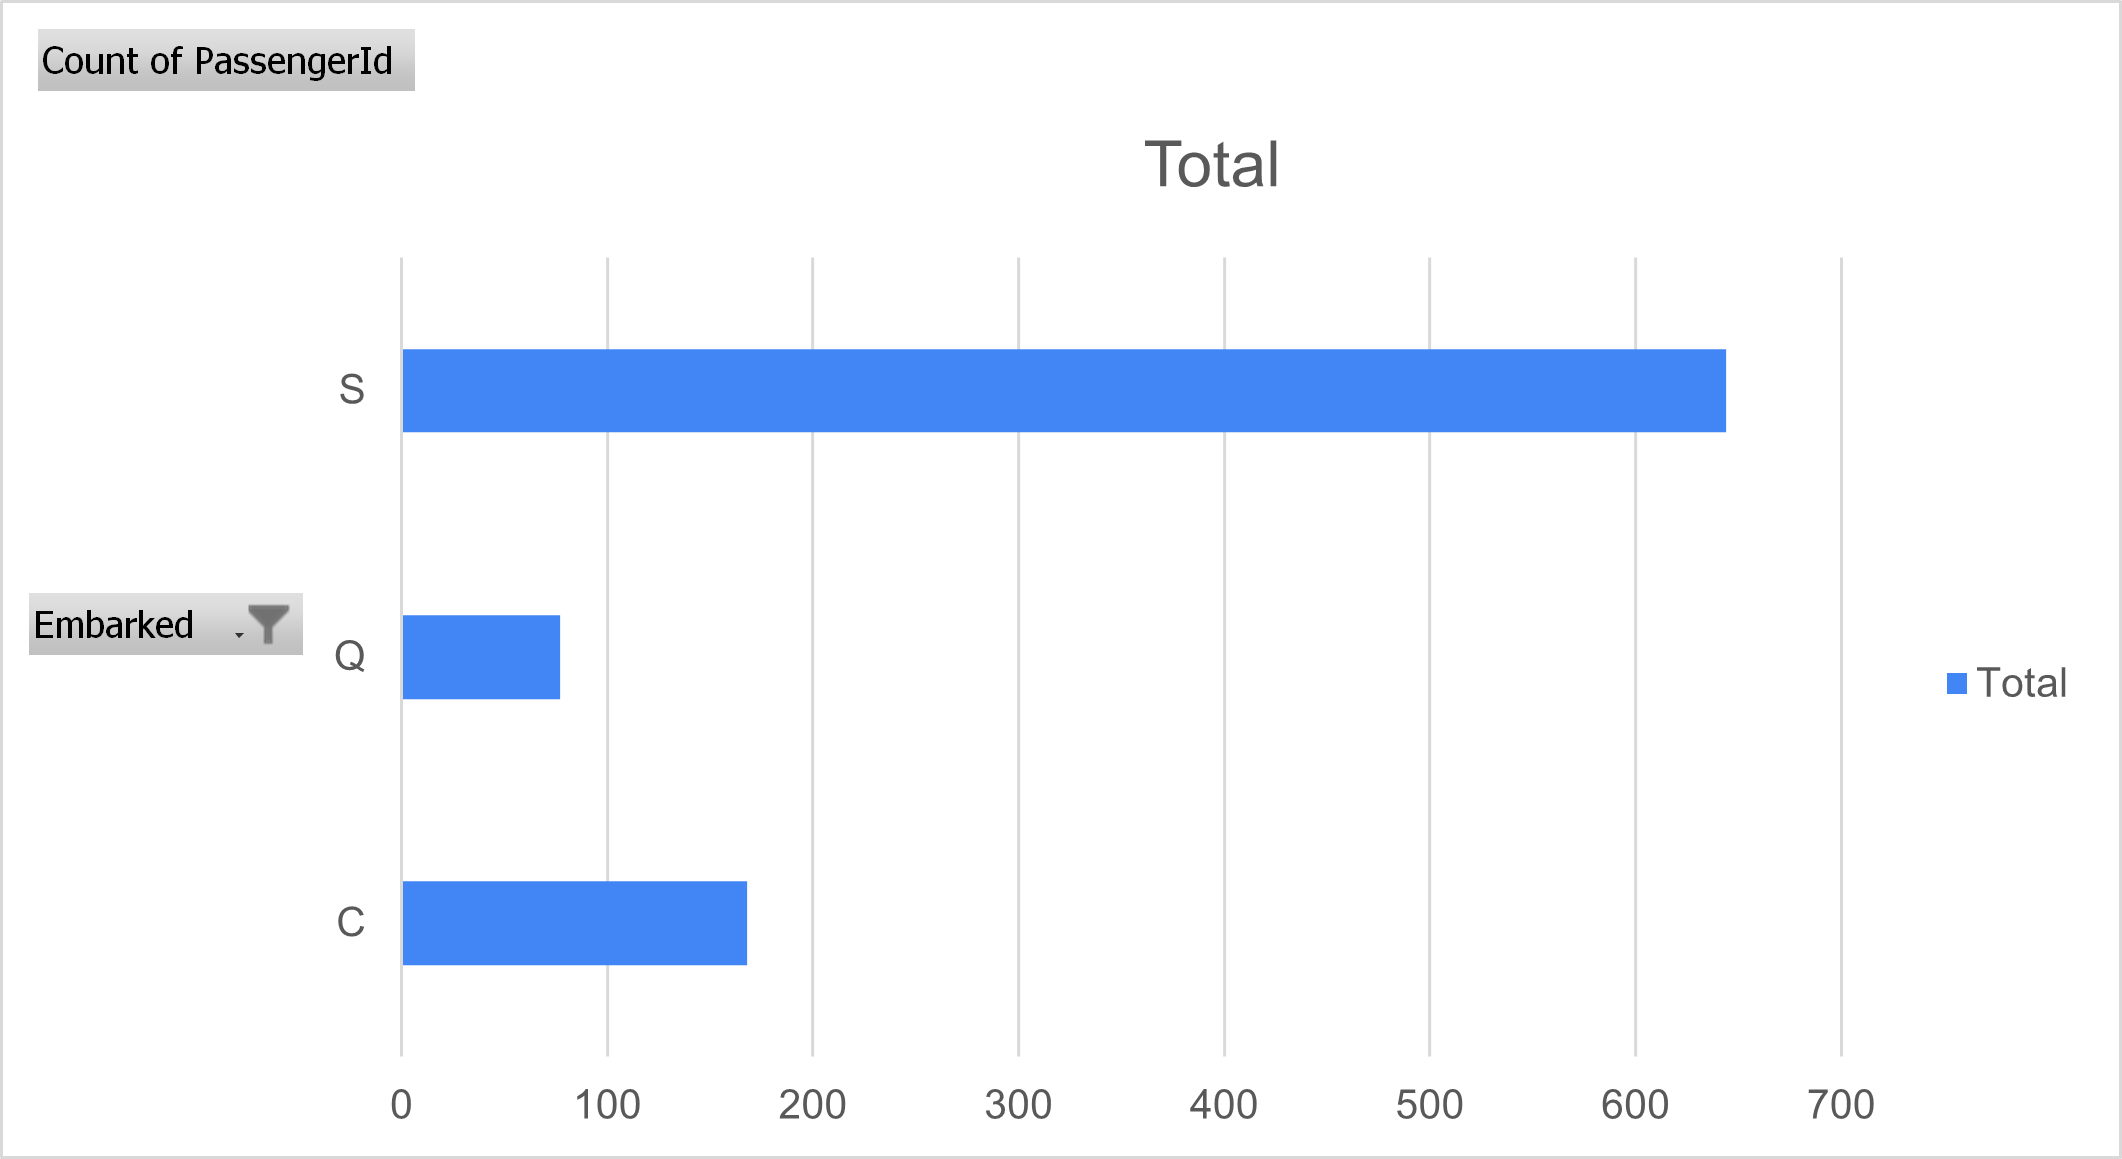 Count of PassengerId
Total
S
Embarked
Q
Total
C
0 100 200 300 400 500 600 700